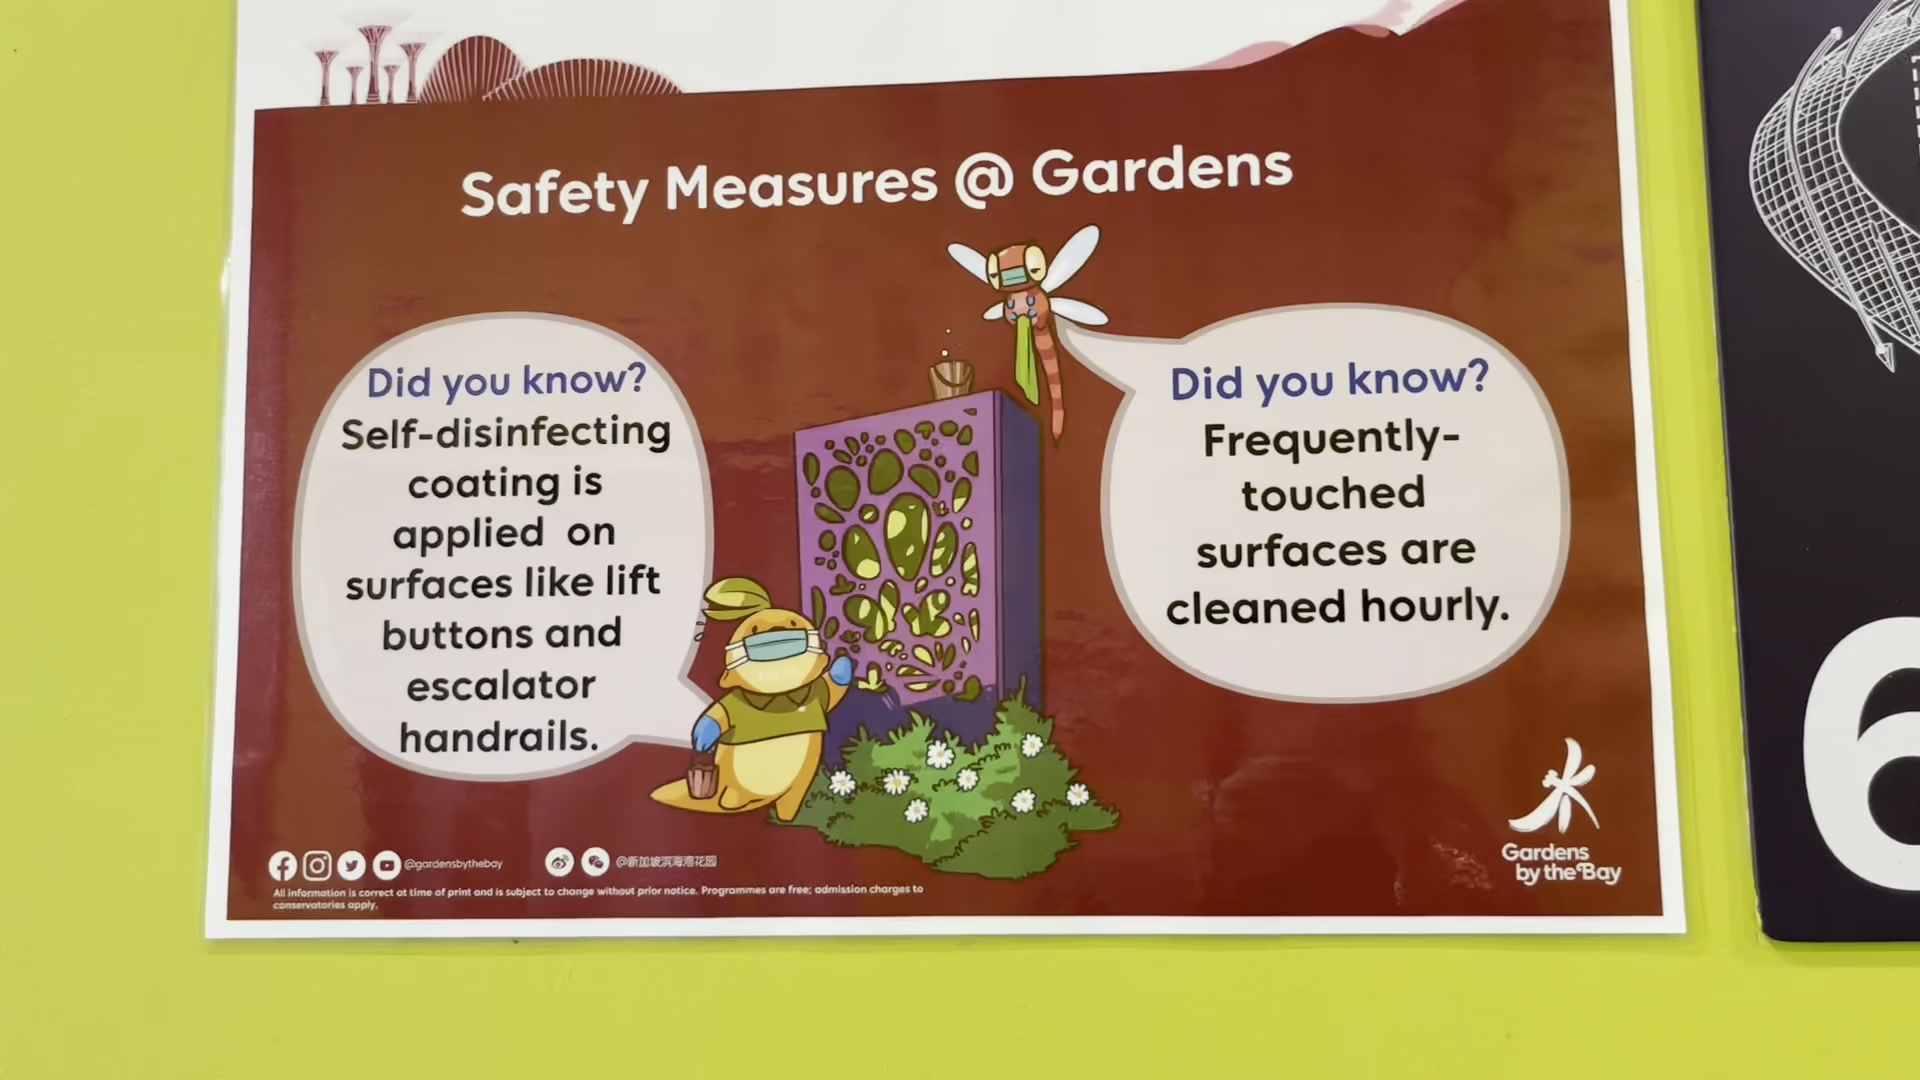 Safety Measures @ Gardens
Did you know?
Self-disinfecting
coating is
applied on
surfaces like lift
buttons and
escalator
handrails.
Did you know?
Frequently-
touched
surfaces are
cleaned hourly.
@gardensbythebay
@新加坡滨海湾花园
All information is correct at time of print and is subject to change without prior notice. Programmes are free; admission charges to
conservatories apply.
Gardens
by the Bay
6